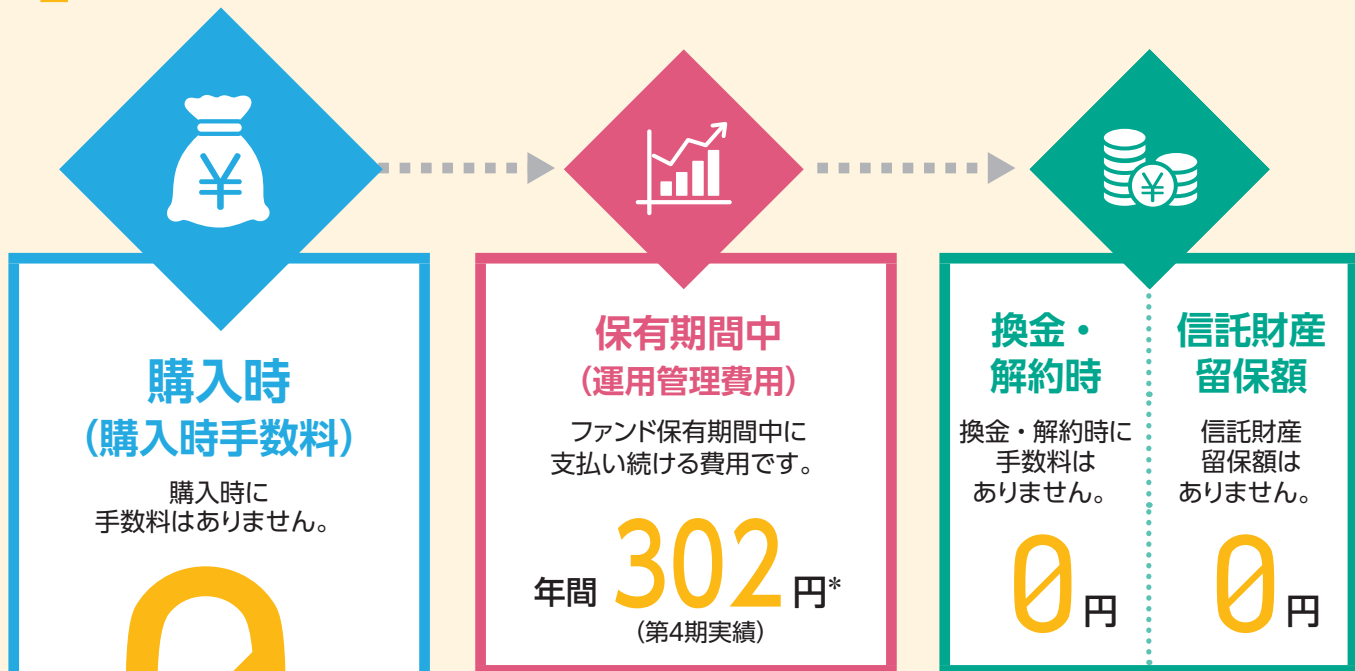 購入時
（購入時手数料）
購入時に
手数料はありません。
保有期間中
（運用管理費用）
ファンド保有期間中に
支払い続ける費用です。
年間 302 円*
(第4期実績)
換金・
解約時
換金・解約時に
手数料は
ありません。
0円
信託財産
留保額
信託財産
留保額は
ありません。
0円